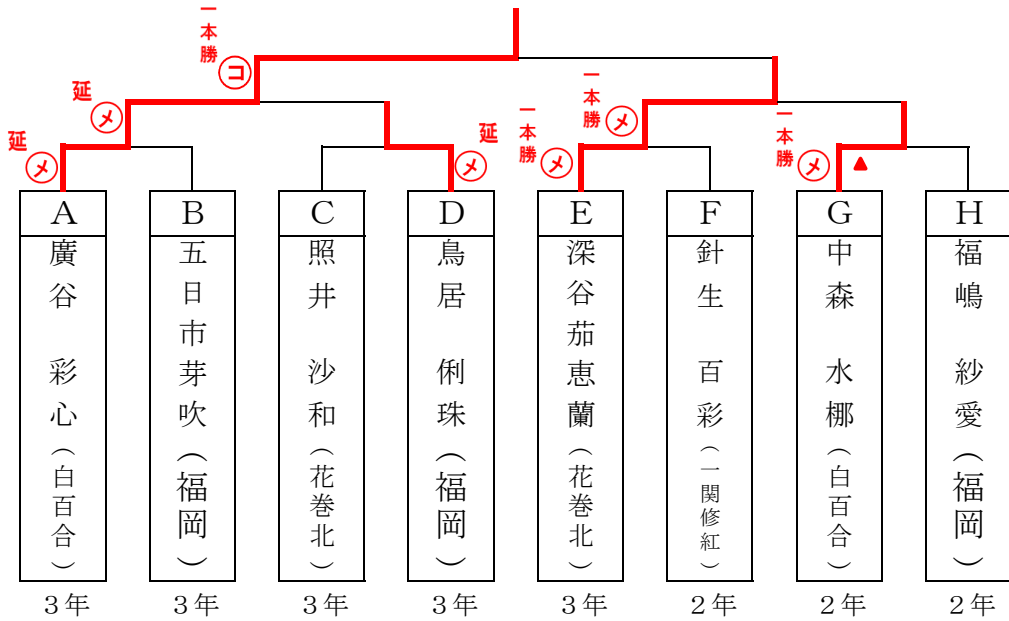 一本勝
コ
延
メ
一本勝
メ
一本勝
メ
延
メ
延
メ
一本勝
メ
メ
▲
A
B
C
D
E
F
G
H
廣谷 彩心(白百合)
五日市芽吹(福岡)
照井 沙和(花巻北)
鳥居 俐珠(福岡)
深谷茄恵蘭(花巻北)
針生 百彩(一関修紅)
中森 水梛(白百合)
福嶋 紗愛(福岡)
3年
3年
3年
3年
3年
2年
2年
2年